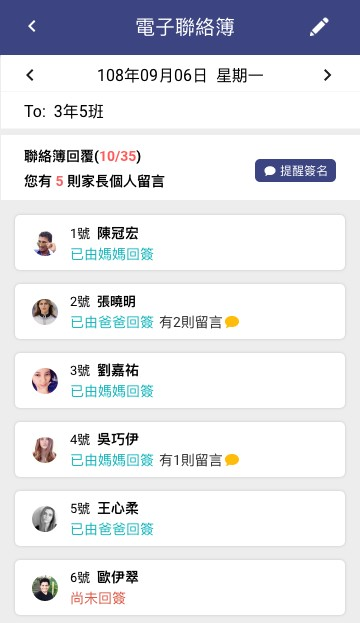 電子聯絡簿
108年09月06日 星期一
To: 3年5班
聯絡簿回覆(10/35)
您有 5 則家長個人留言
提醒簽名
1號 陳冠宏
已由媽媽回簽
2號 張曉明
已由爸爸回簽 有2則留言
3號 劉嘉祐
已由媽媽回簽
4號 吳巧伊
已由媽媽回簽 有1則留言
5號 王心柔
已由爸爸回簽
6號 歐伊翠
尚未回簽